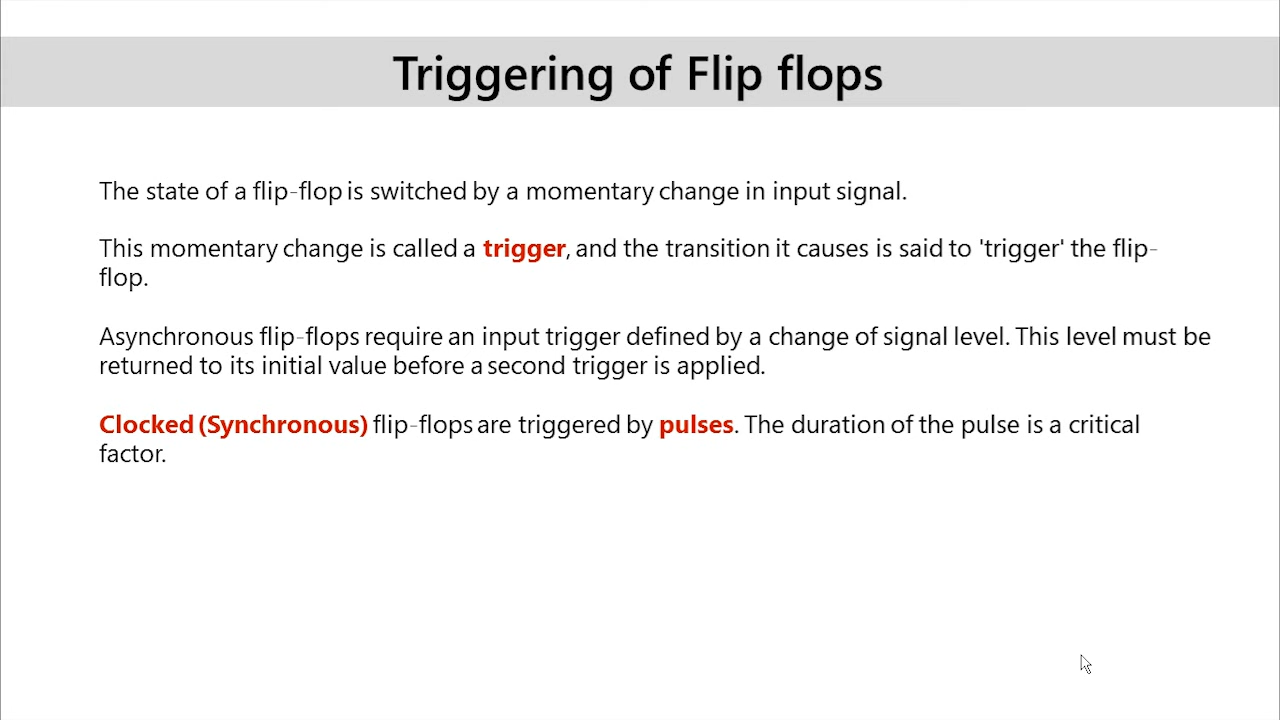 Triggering of Flip flops
The state of a flip-flop is switched by a momentary change in input signal.
This momentary change is called a trigger, and the transition it causes is said to 'trigger' the flip-
flop.
Asynchronous flip-flops require an input trigger defined by a change of signal level. This level must be
returned to its initial value before a second trigger is applied.
Clocked (Synchronous) flip-flops are triggered by pulses. The duration of the pulse is a critical
factor.